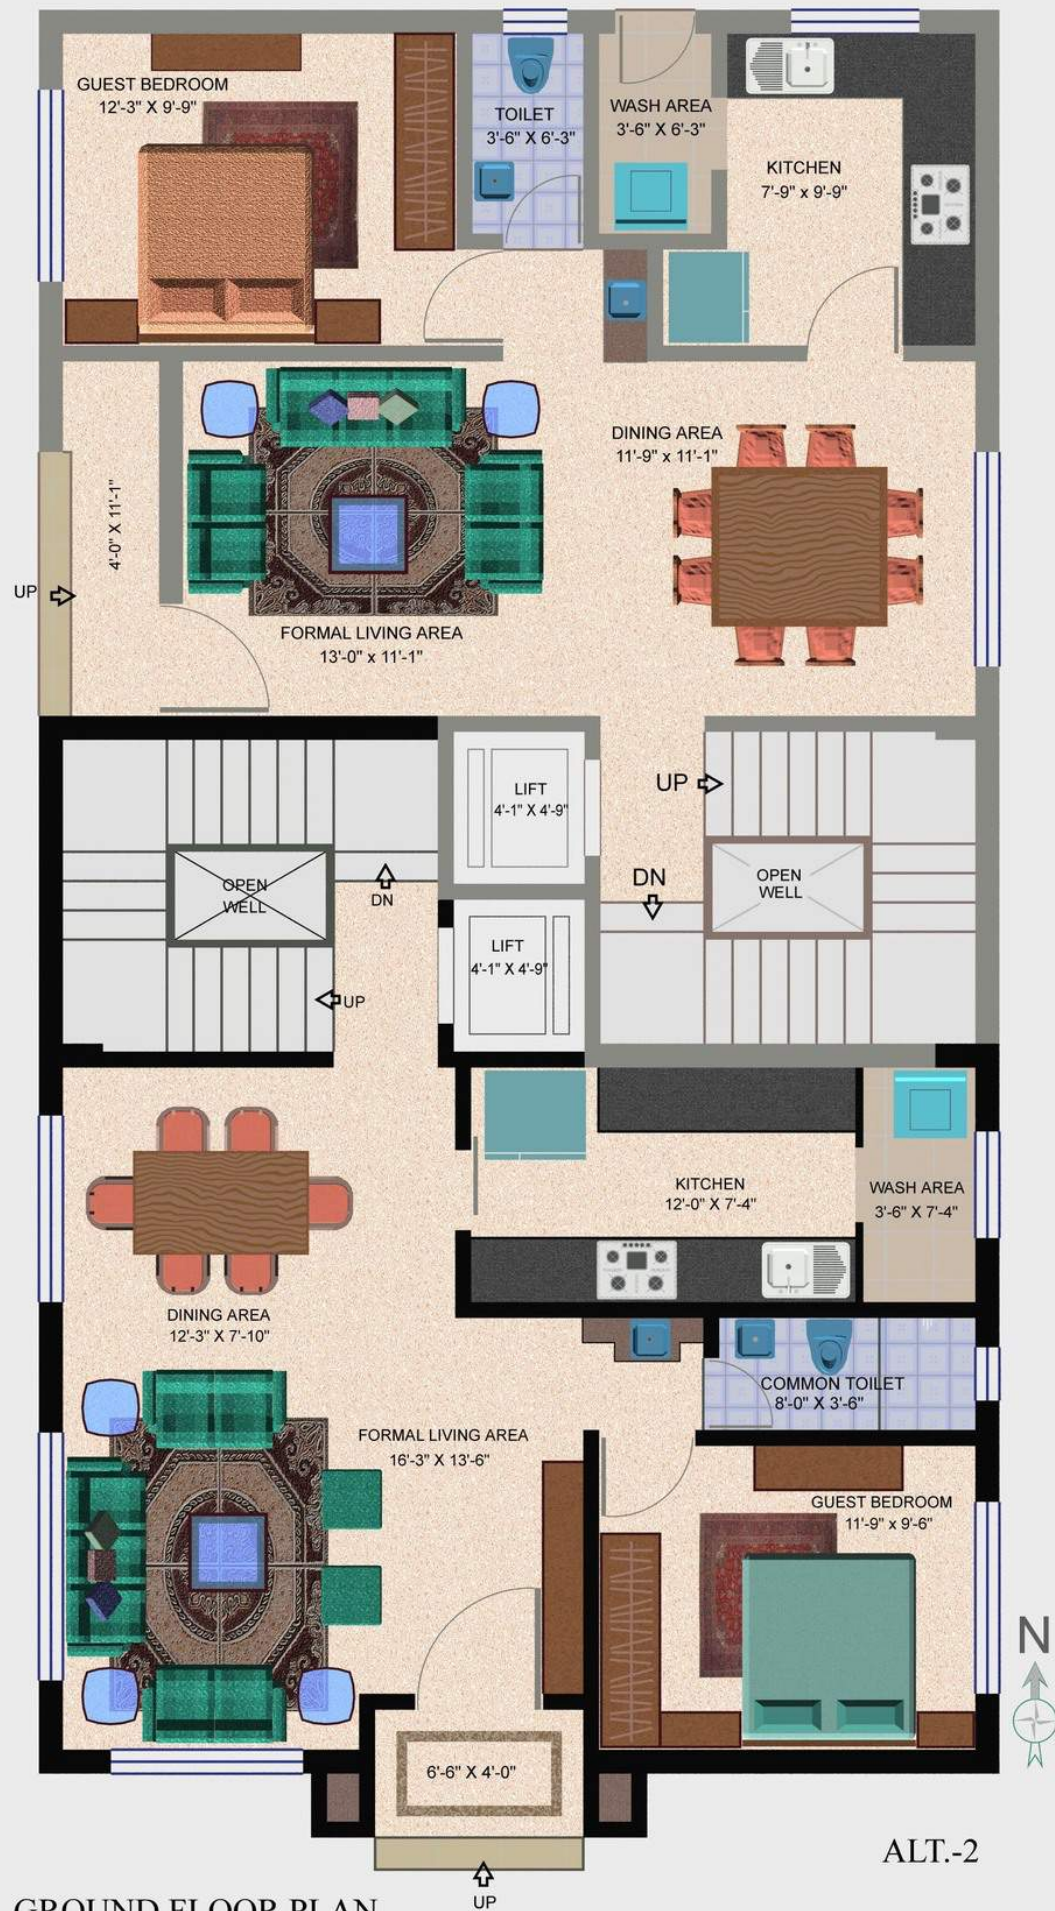 GUEST BEDROOM
12'-3" X 9'-9"
TOILET
3'-6" X 6'-3"
WASH AREA
3'-6" X 6'-3"
KITCHEN
7'-9" x 9'-9"
DINING AREA
11'-9" x 11'-1"
4'-0" X 11'-1"
UP
FORMAL LIVING AREA
13'-0" x 11'-1"
LIFT
4'-1" X 4'-9"
UP
OPEN
WELL
DN
OPEN
WELL
DN
LIFT
4'-1" X 4'-9"
UP
KITCHEN
12'-0" X 7'-4"
WASH AREA
3'-6" X 7'-4"
DINING AREA
12'-3" X 7'-10"
COMMON TOILET
8'-0" X 3'-6"
FORMAL LIVING AREA
16'-3" X 13'-6"
GUEST BEDROOM
11'-9" x 9'-6"
N
6'-6" X 4'-0"
ALT.-2
UP
GROUND FLOOR PLAN